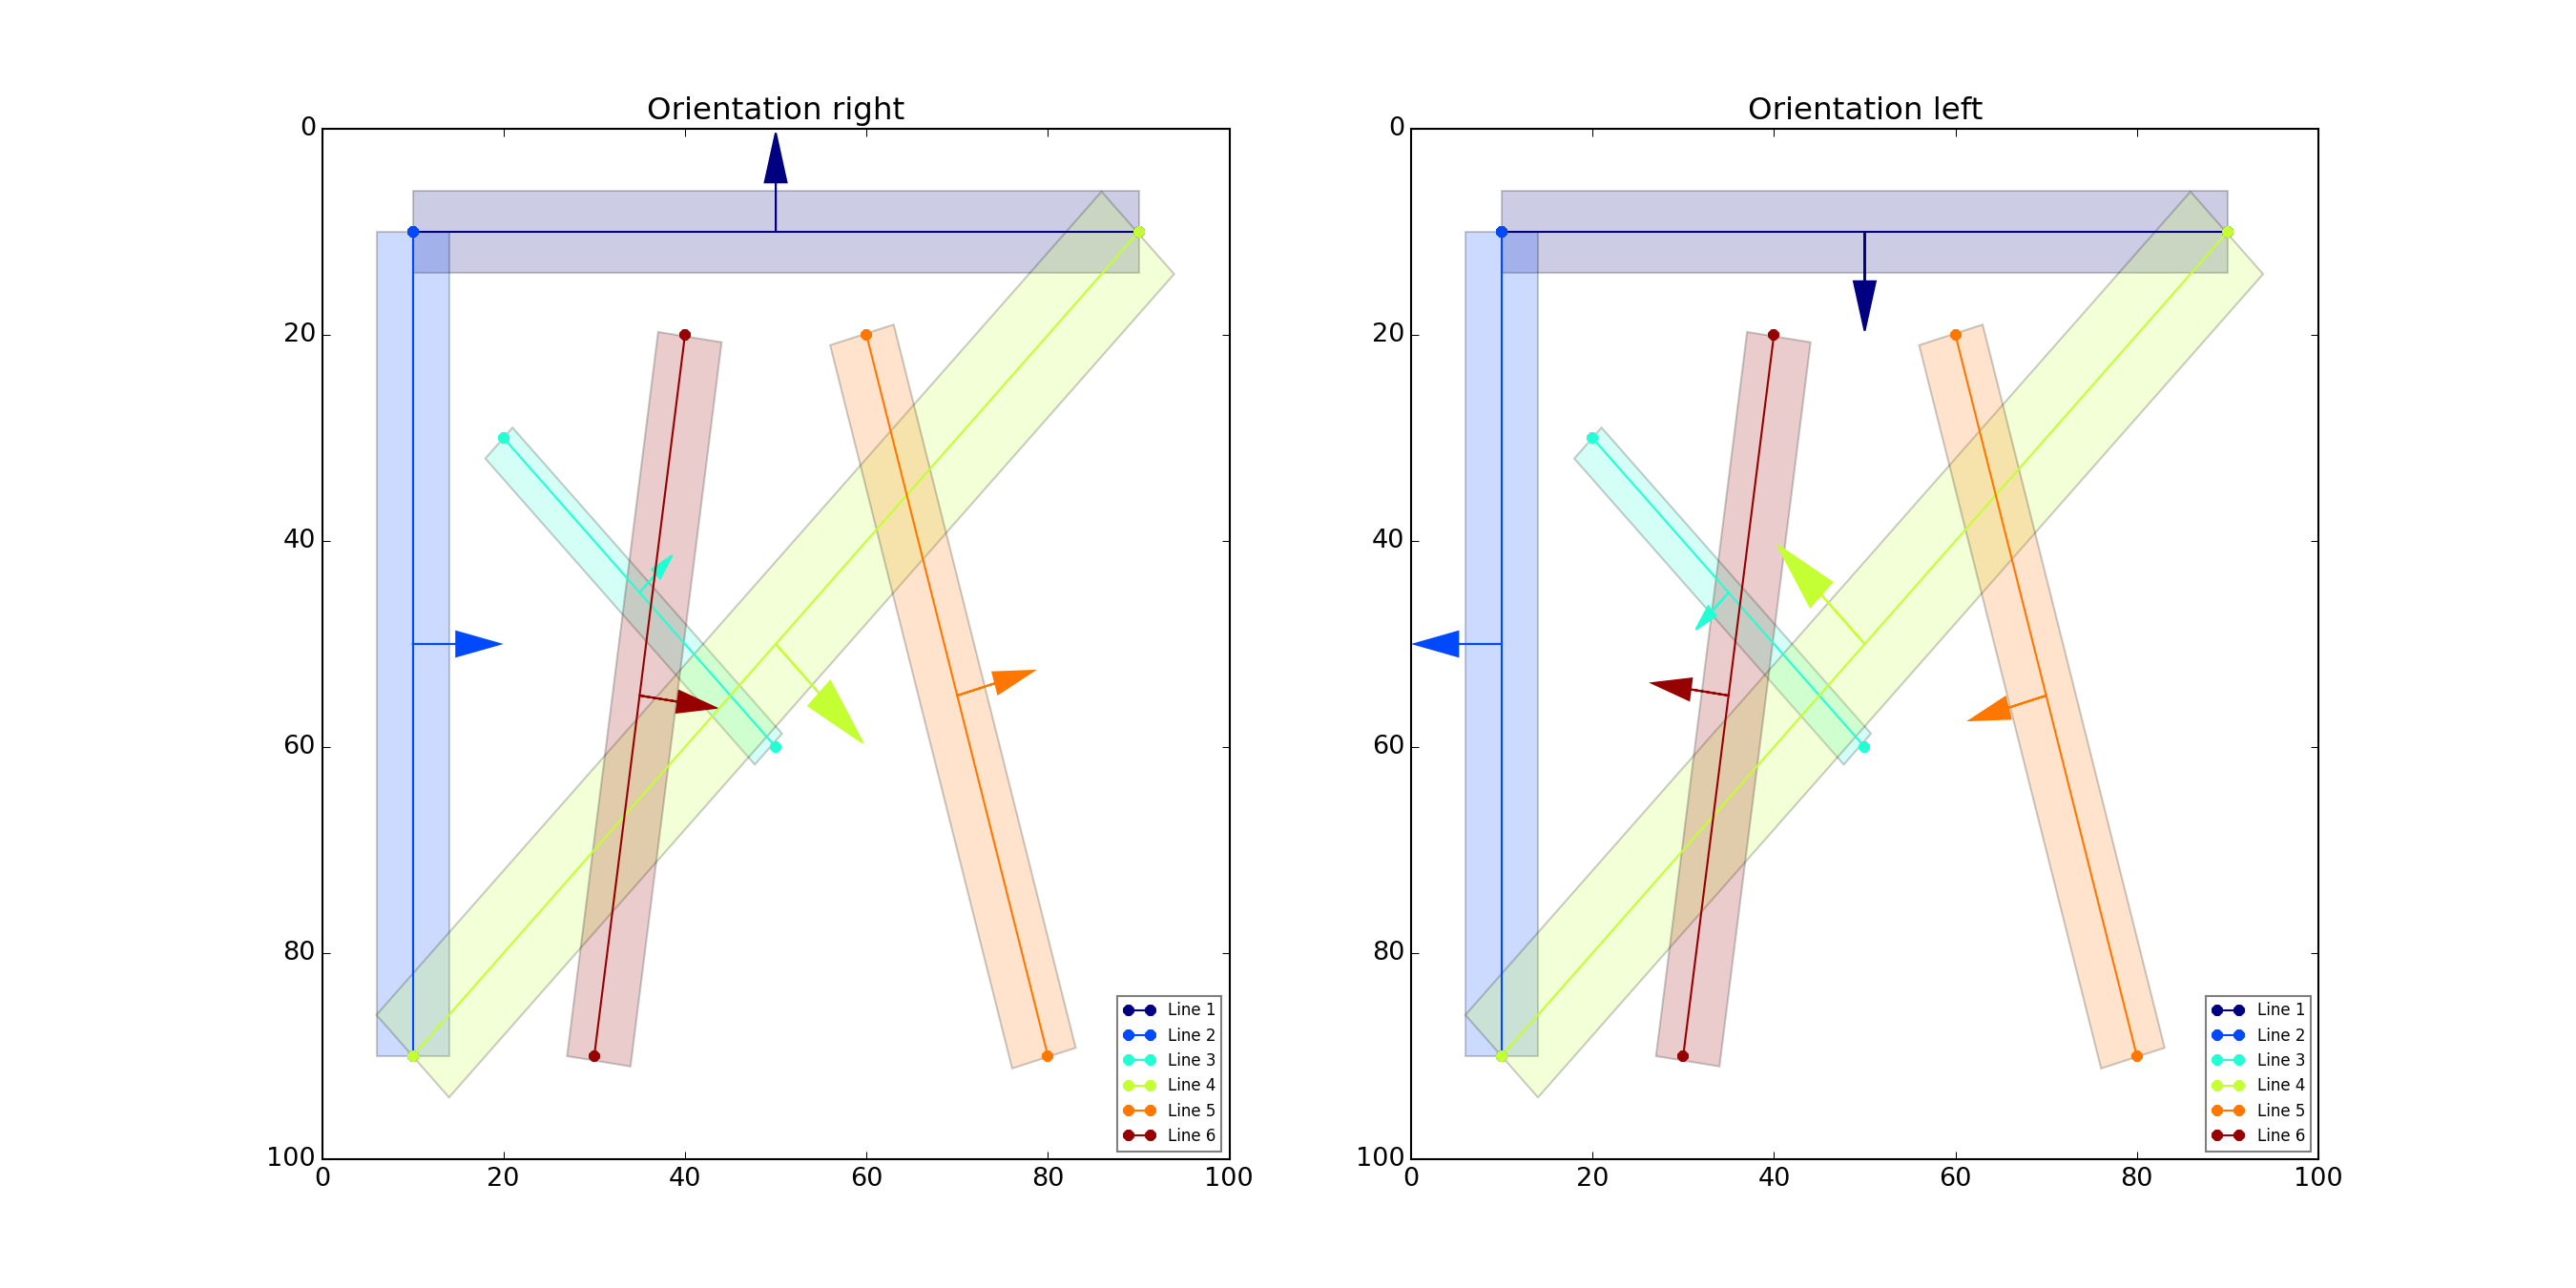 Orientation right
0
20
40
60
80
100
0 20 40 60 80 100
Line 1
Line 2
Line 3
Line 4
Line 5
Line 6
Orientation left
0
20
40
60
80
100
0 20 40 60 80 100
Line 1
Line 2
Line 3
Line 4
Line 5
Line 6